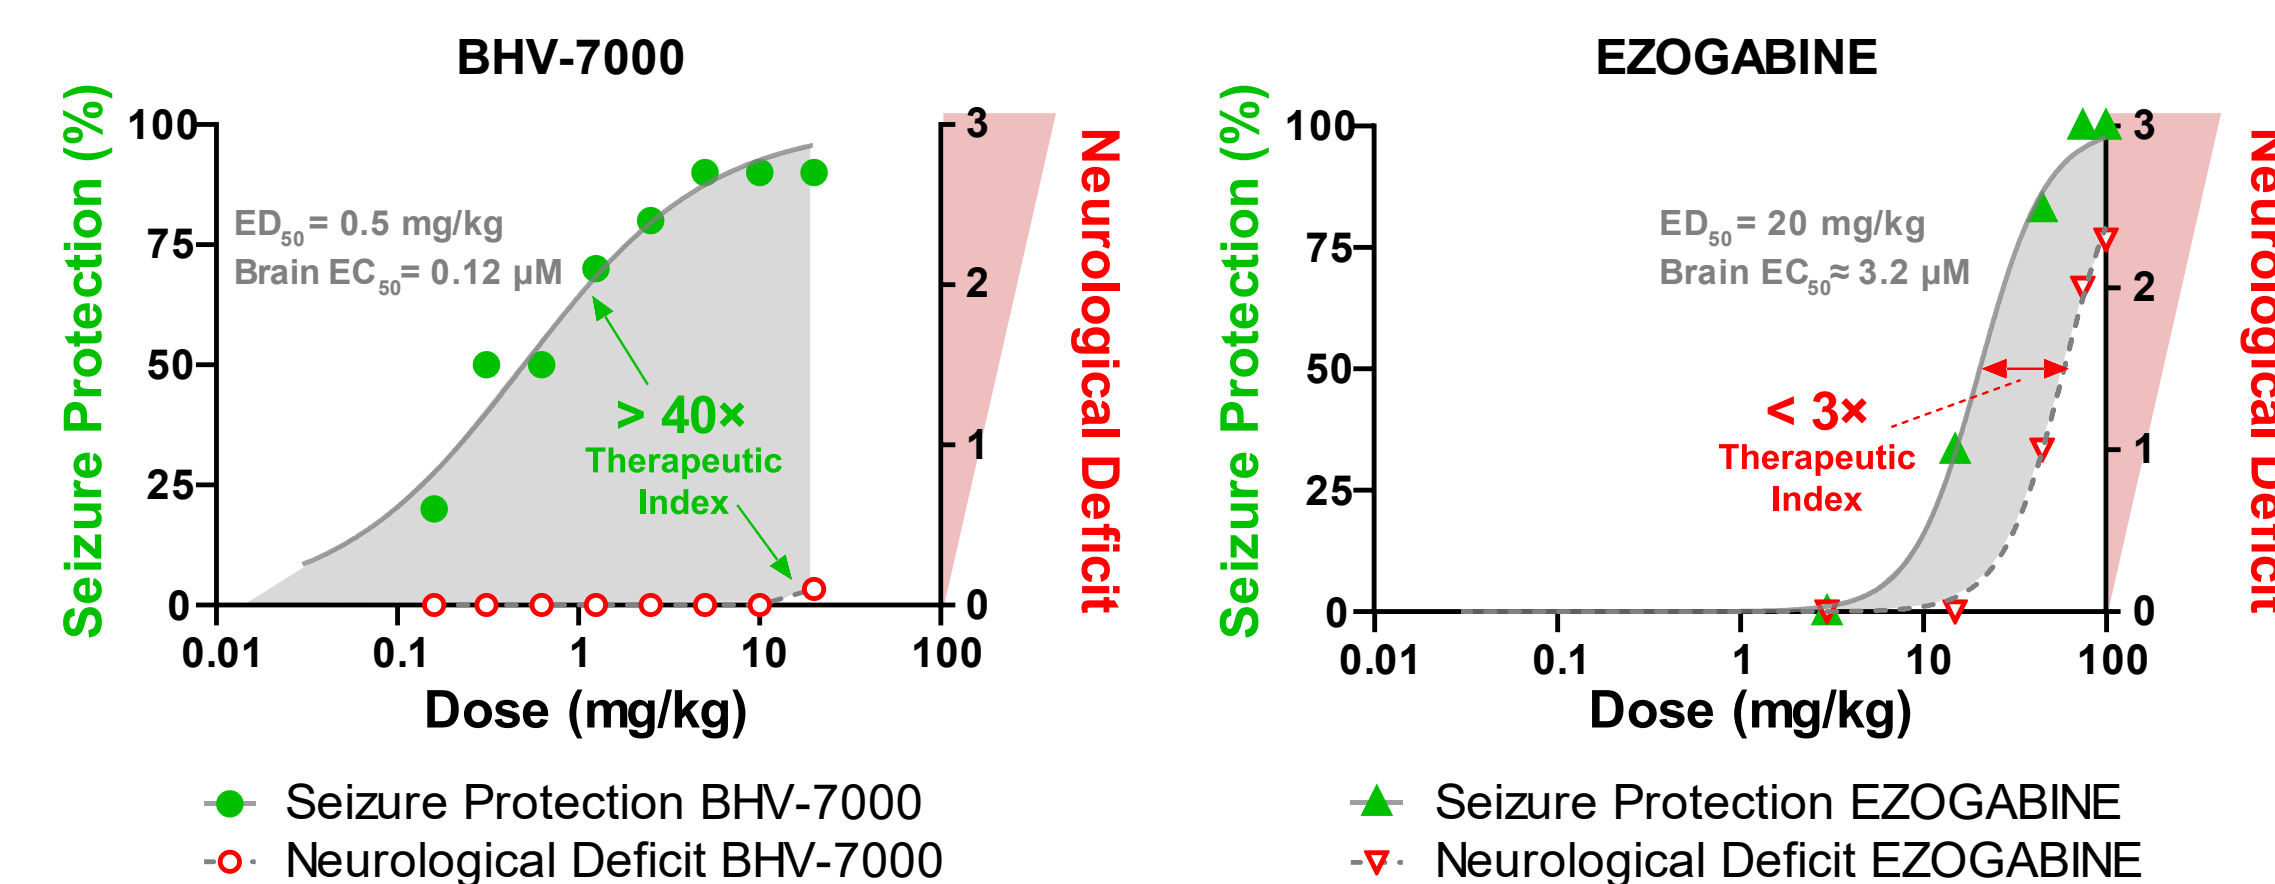 BHV-7000
Seizure Protection (%)
100
75
50
25
0
ED50 = 0.5 mg/kg
Brain EC50 = 0.12 µM
> 40×
Therapeutic
Index
3
2
1
0
Neurological Deficit
0.01 0.1 1 10 100
Dose (mg/kg)
Seizure Protection BHV-7000
Neurological Deficit BHV-7000
EZOGABINE
Seizure Protection (%)
100
75
50
25
0
ED50 = 20 mg/kg
Brain EC50 ≈ 3.2 µM
< 3×
Therapeutic
Index
3
2
1
0
Neurological Deficit
0.01 0.1 1 10 100
Dose (mg/kg)
Seizure Protection EZOGABINE
Neurological Deficit EZOGABINE